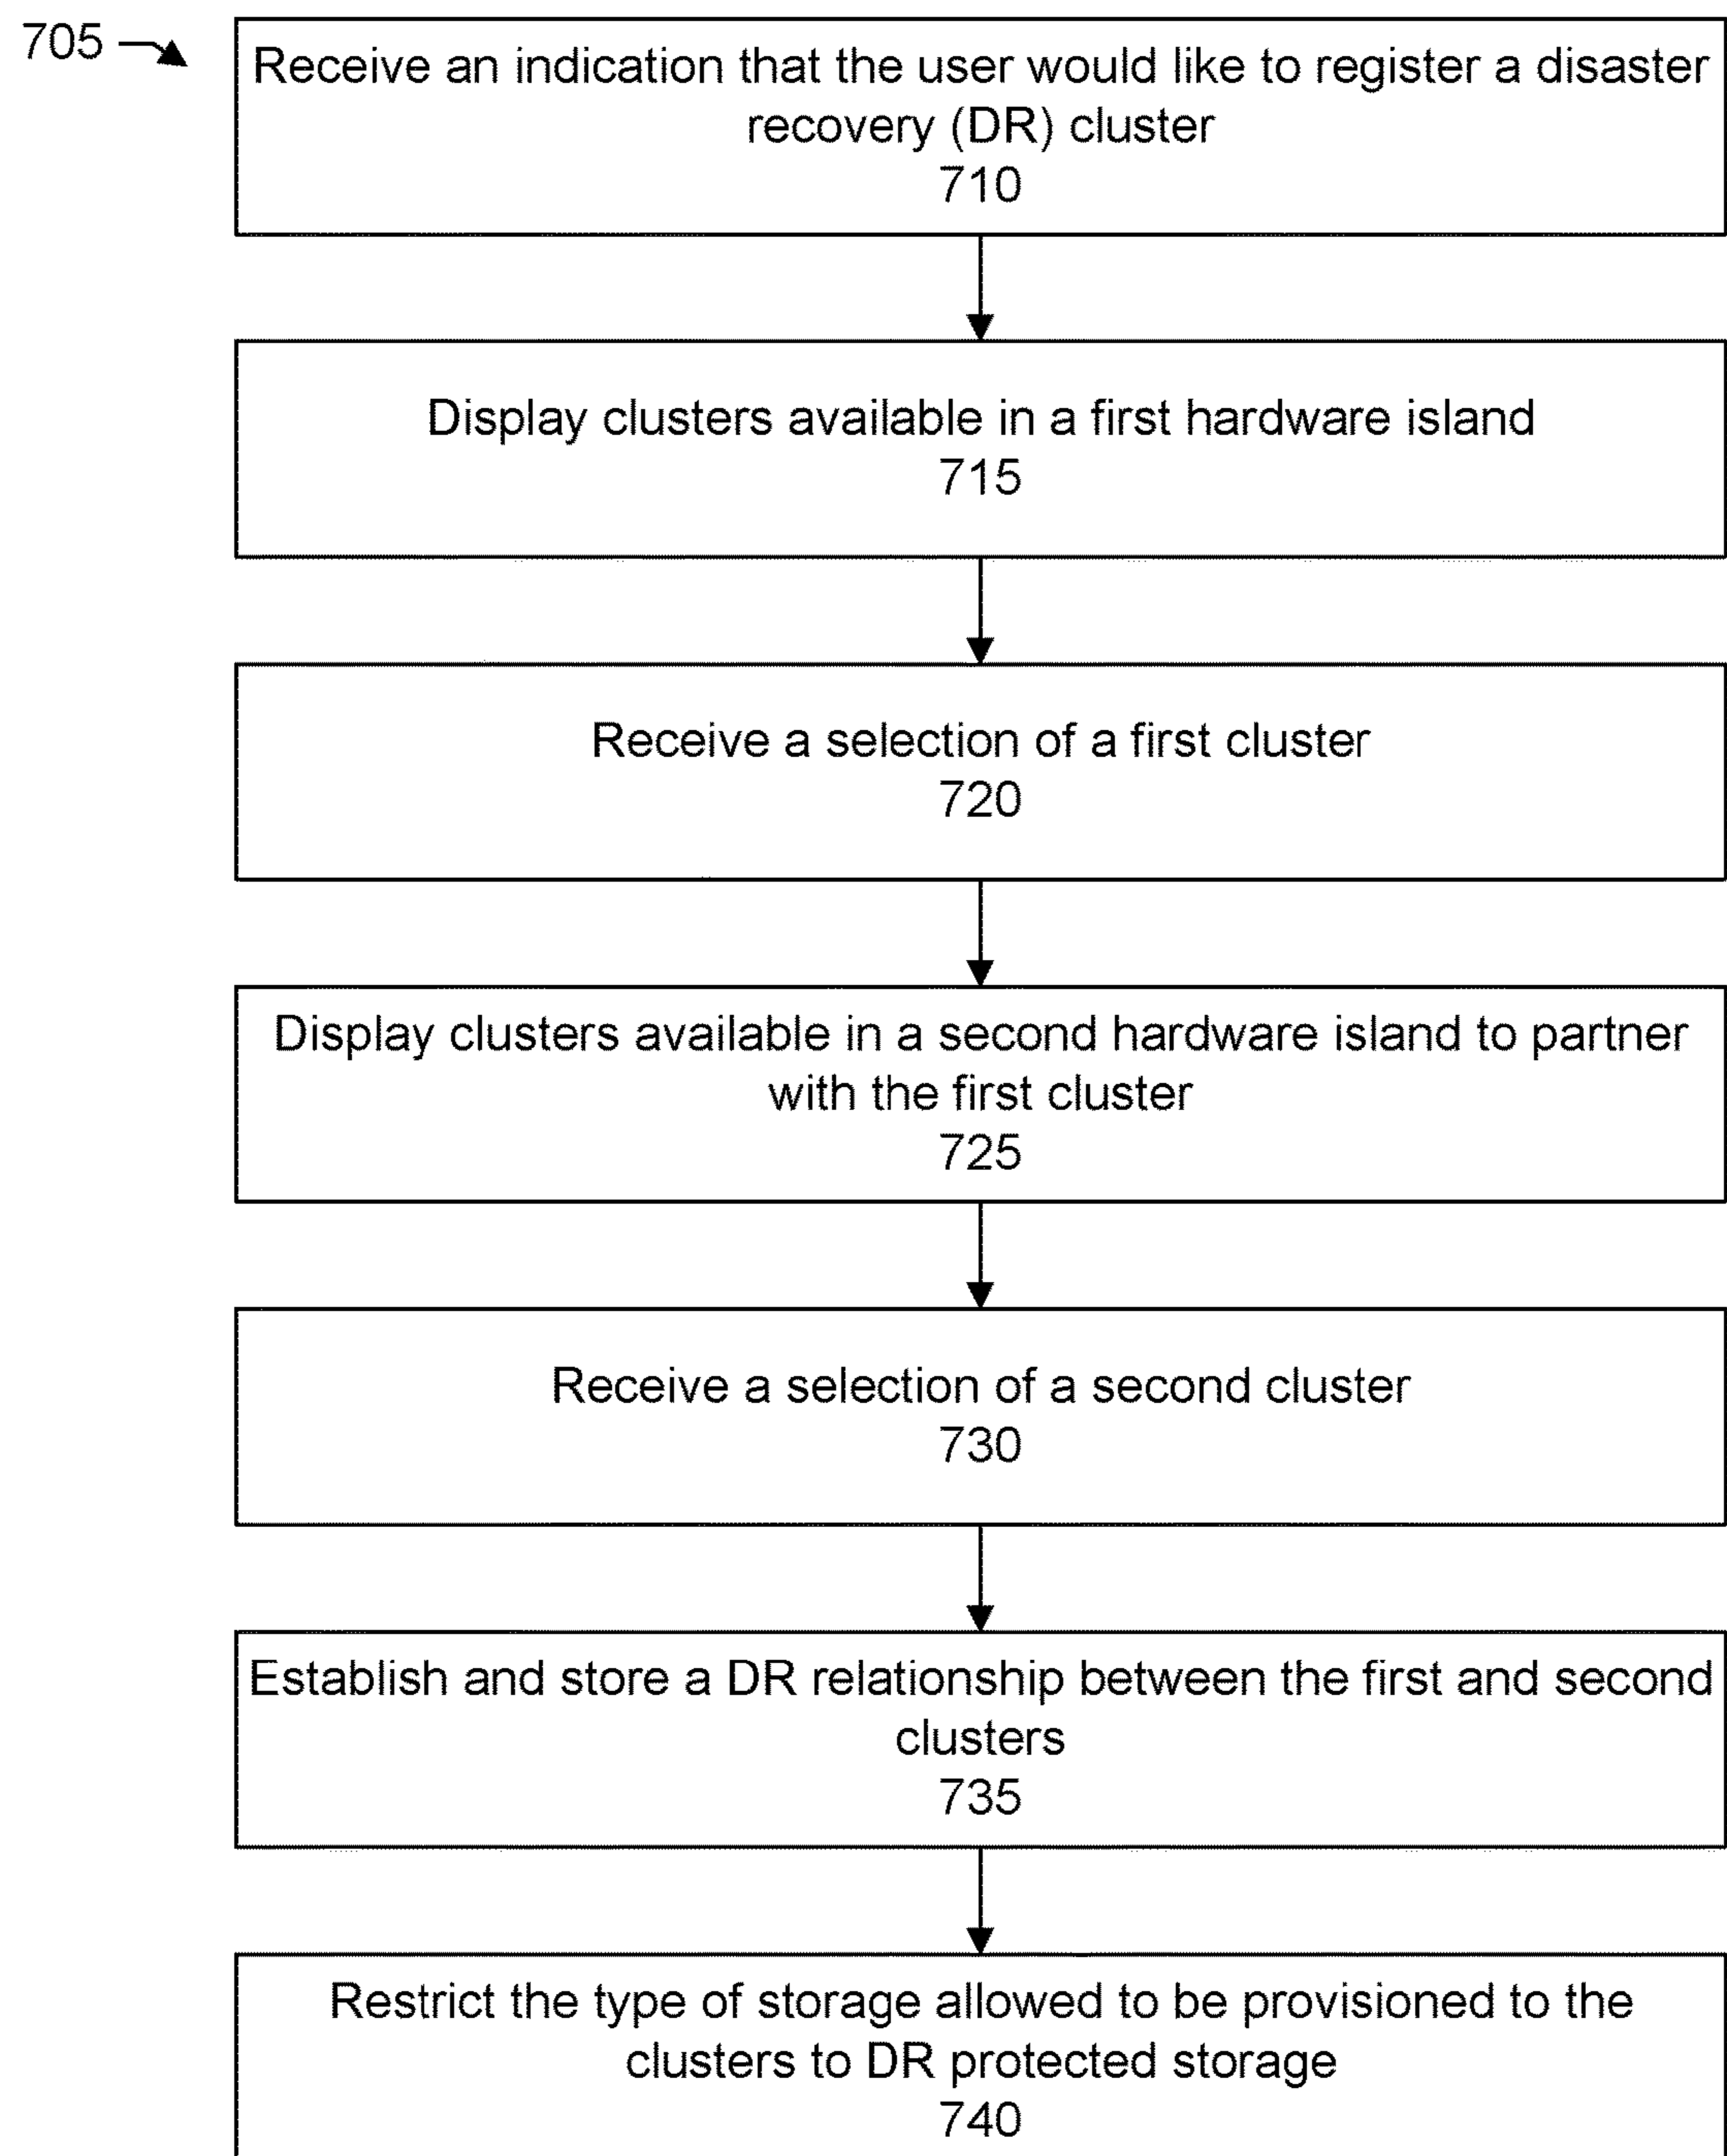 705
Receive an indication that the user would like to register a disaster
recovery (DR) cluster
710
Display clusters available in a first hardware island
715
Receive a selection of a first cluster
720
Display clusters available in a second hardware island to partner
with the first cluster
725
Receive a selection of a second cluster
730
Establish and store a DR relationship between the first and second
clusters
735
Restrict the type of storage allowed to be provisioned to the
clusters to DR protected storage
740